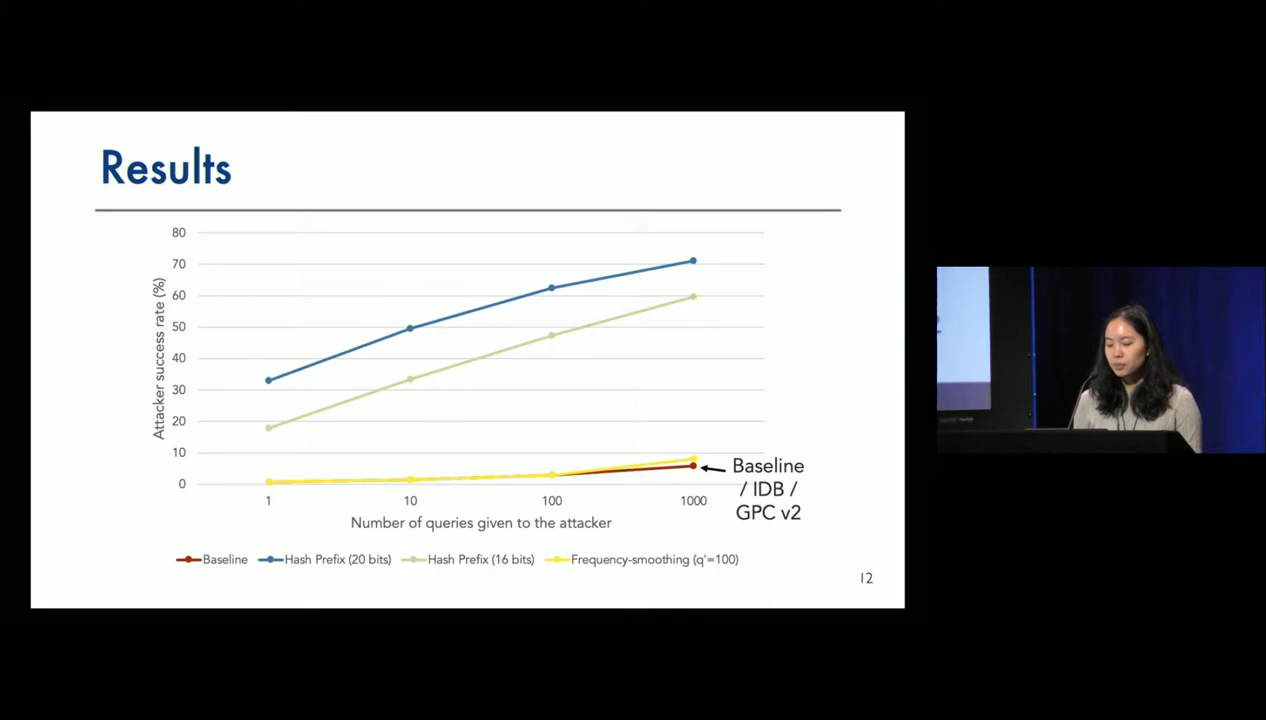 Results
80
70
60
50
40
30
20
10
0
Attacker success rate (%)
1 10 100 1000
Number of queries given to the attacker
Baseline
/ IDB /
GPC v2
Baseline Hash Prefix (20 bits) Hash Prefix (16 bits) Frequency-smoothing (q'=100)
12